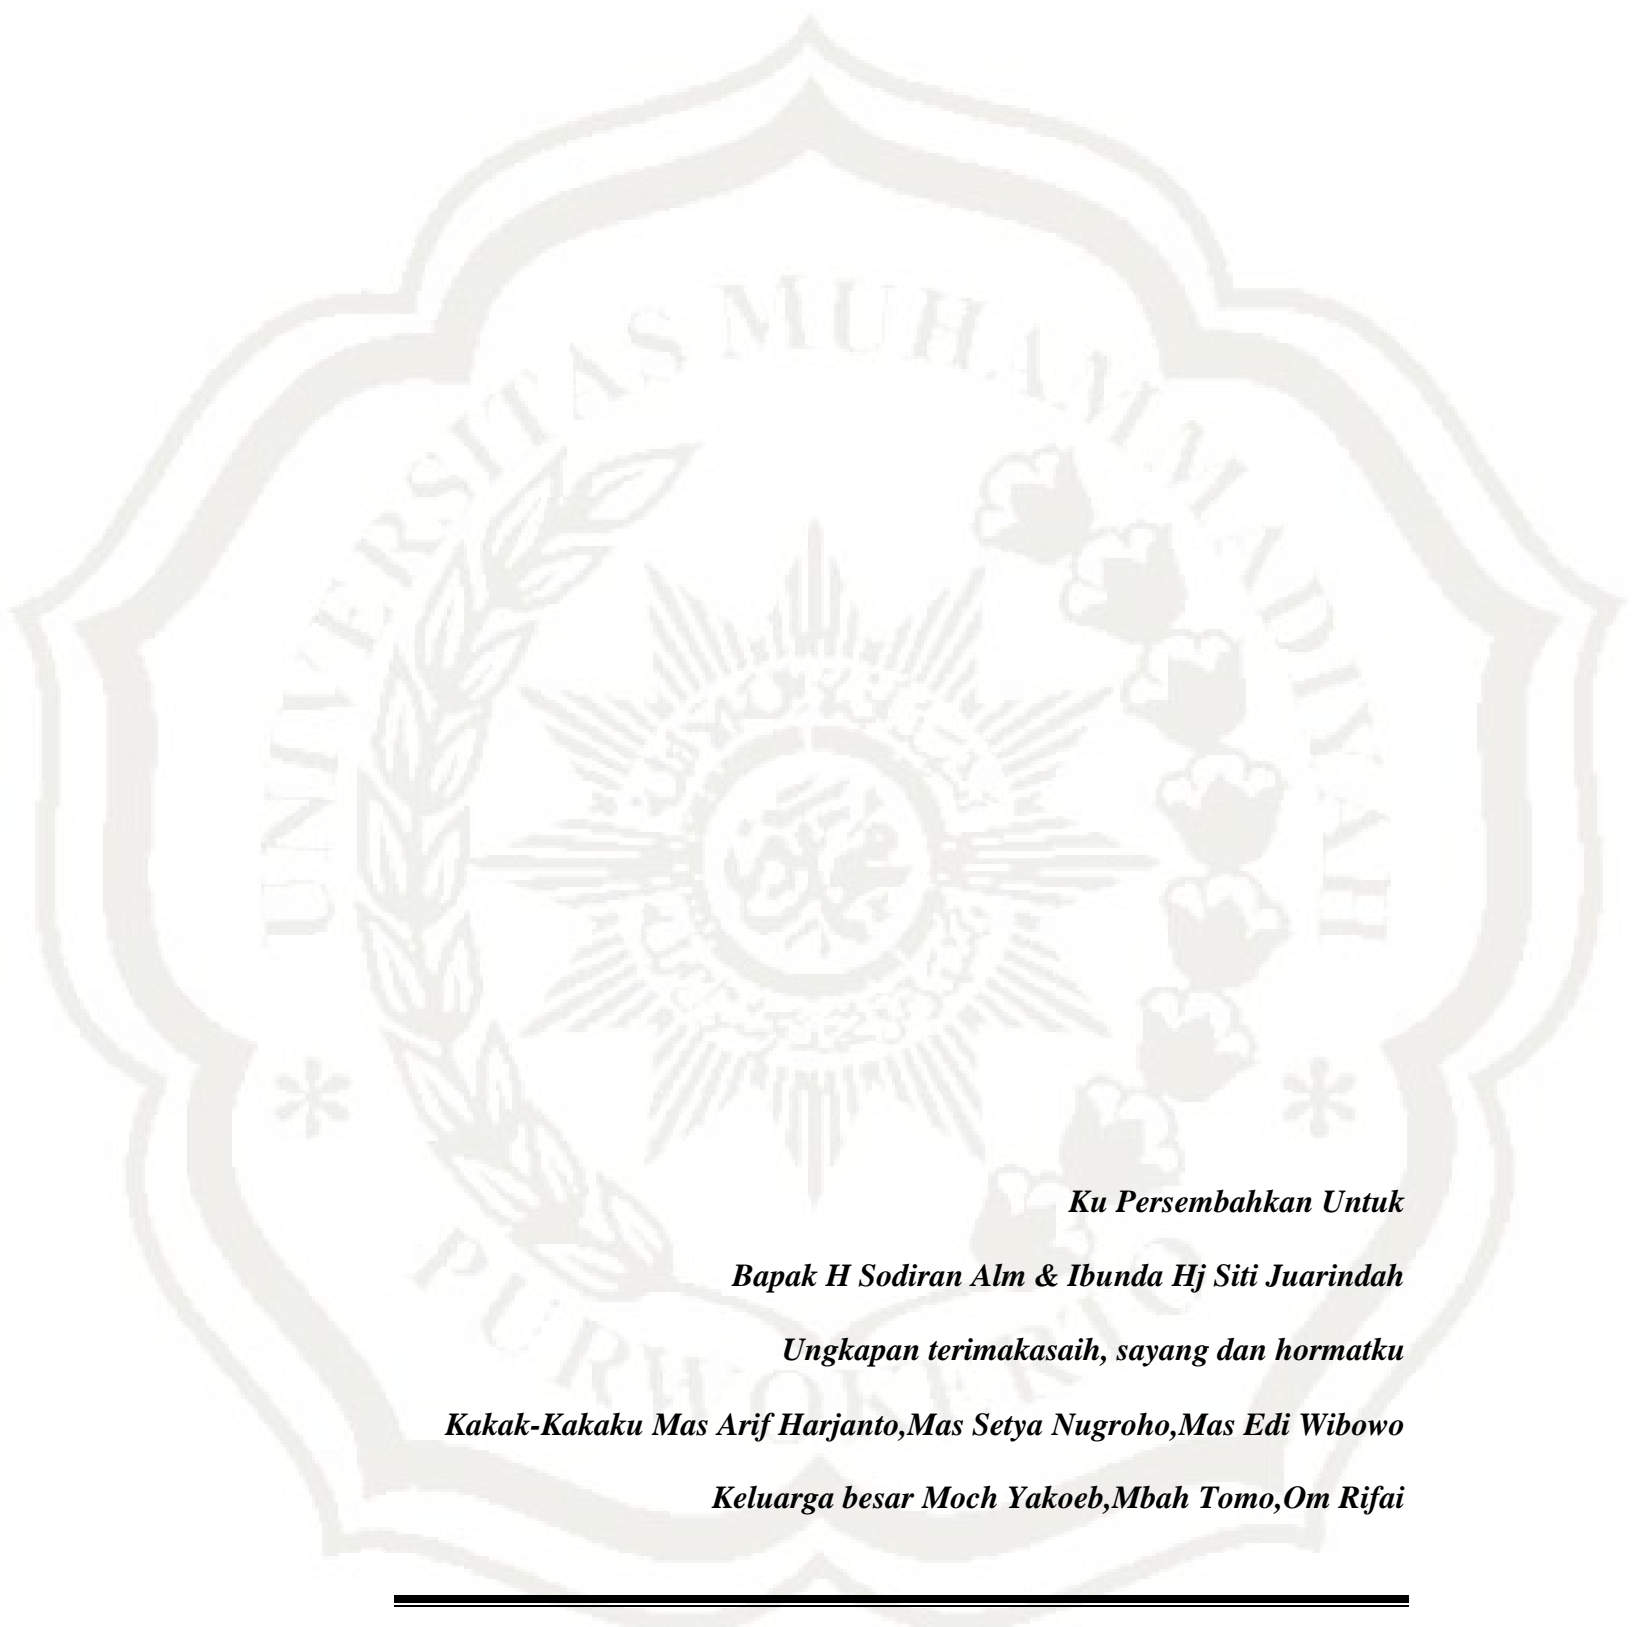 UNIVERSITAS MUHAMMADIYAH
PURWOKERTO
Ku Persembahkan Untuk
Bapak H Sodiran Alm & Ibunda Hj Siti Juarindah
Ungkapan terimakasaih, sayang dan hormatku
Kakak-Kakaku Mas Arif Harjanto,Mas Setya Nugroho,Mas Edi Wibowo
Keluarga besar Moch Yakoeb,Mbah Tomo,Om Rifai